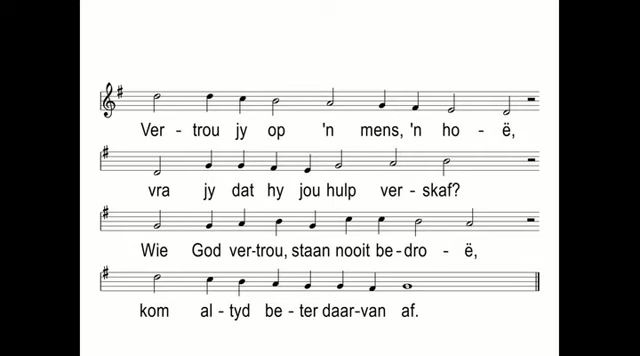 Ver - trou jy op 'n mens, 'n ho - ë,
vra jy dat hy jou hulp ver - skaf?
Wie God ver-trou, staan nooit be-dro - ë,
kom al-tyd be-ter daar-van af.